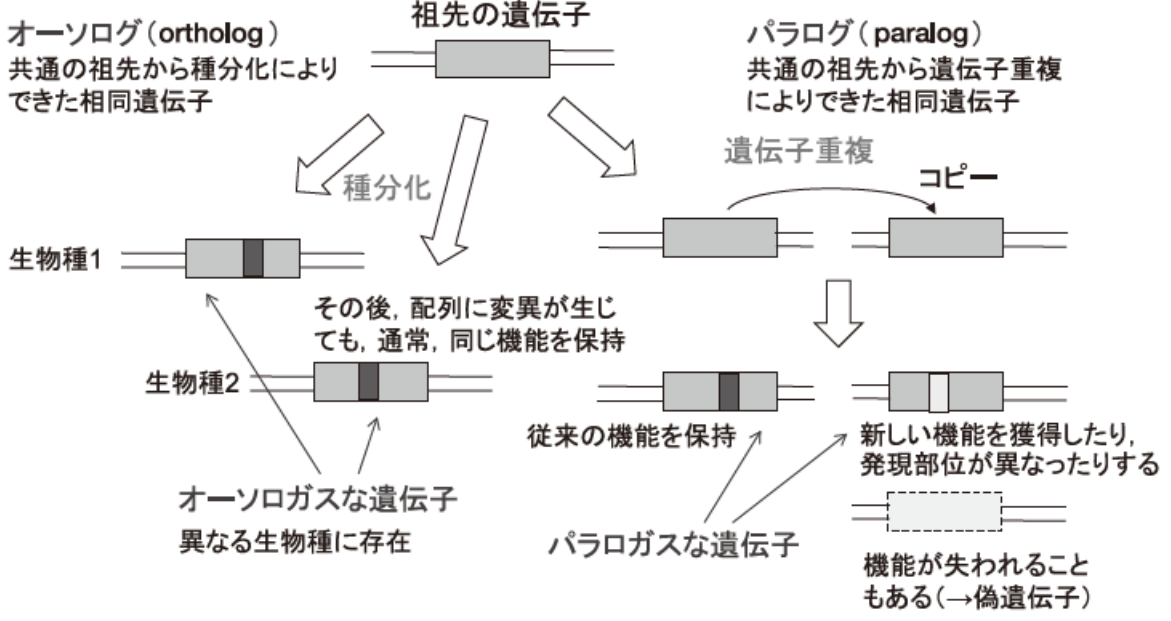 祖先の遺伝子
オーソログ(ortholog)
共通の祖先から種分化により
できた相同遺伝子
パラログ(paralog)
共通の祖先から遺伝子重複
によりできた相同遺伝子
種分化
遺伝子重複
コピー
生物種1
その後，配列に変異が生じ
ても，通常，同じ機能を保持
生物種2
従来の機能を保持
新しい機能を獲得したり，
発現部位が異なったりする
オーソロガスな遺伝子
異なる生物種に存在
パラロガスな遺伝子
機能が失われること
もある(→偽遺伝子)